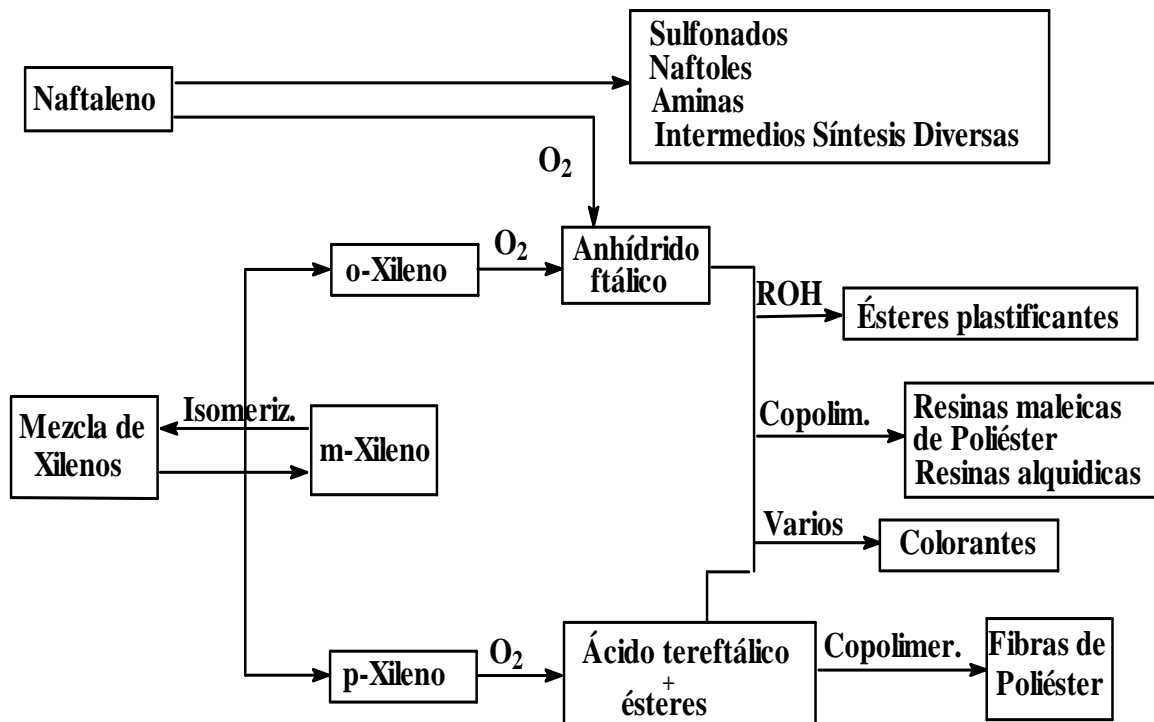 Naftaleno
Sulfonados
Naftoles
Aminas
Intermedios Síntesis Diversas
O2
o-Xileno
O2
Anhídrido
ftálico
ROH
Ésteres plastificantes
Mezcla de
Xilenos
Isomeriz.
m-Xileno
Copolim.
Resinas maleicas
de Poliéster
Resinas alquidicas
Varios
Colorantes
p-Xileno
O2
Ácido tereftálico
+
ésteres
Copolimer.
Fibras de
Poliéster